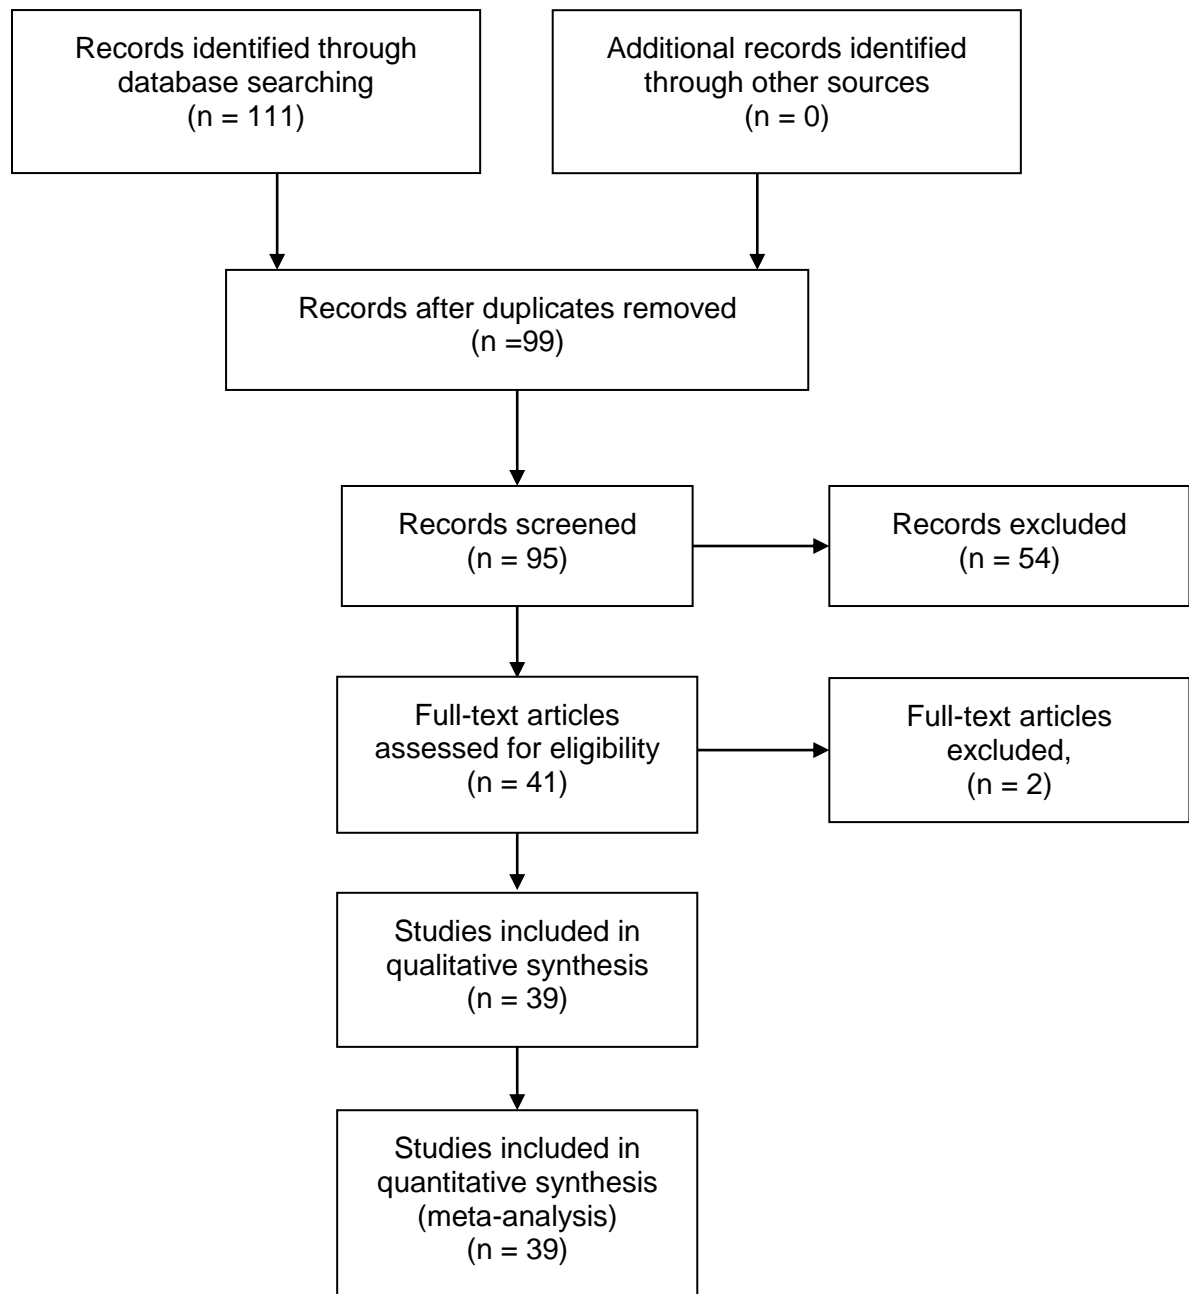 Records identified through
database searching
(n = 111)
Additional records identified
through other sources
(n = 0)
Records after duplicates removed
(n =99)
Records screened
(n = 95)
Records excluded
(n = 54)
Full-text articles
assessed for eligibility
(n = 41)
Full-text articles
excluded,
(n = 2)
Studies included in
qualitative synthesis
(n = 39)
Studies included in
quantitative synthesis
(meta-analysis)
(n = 39)